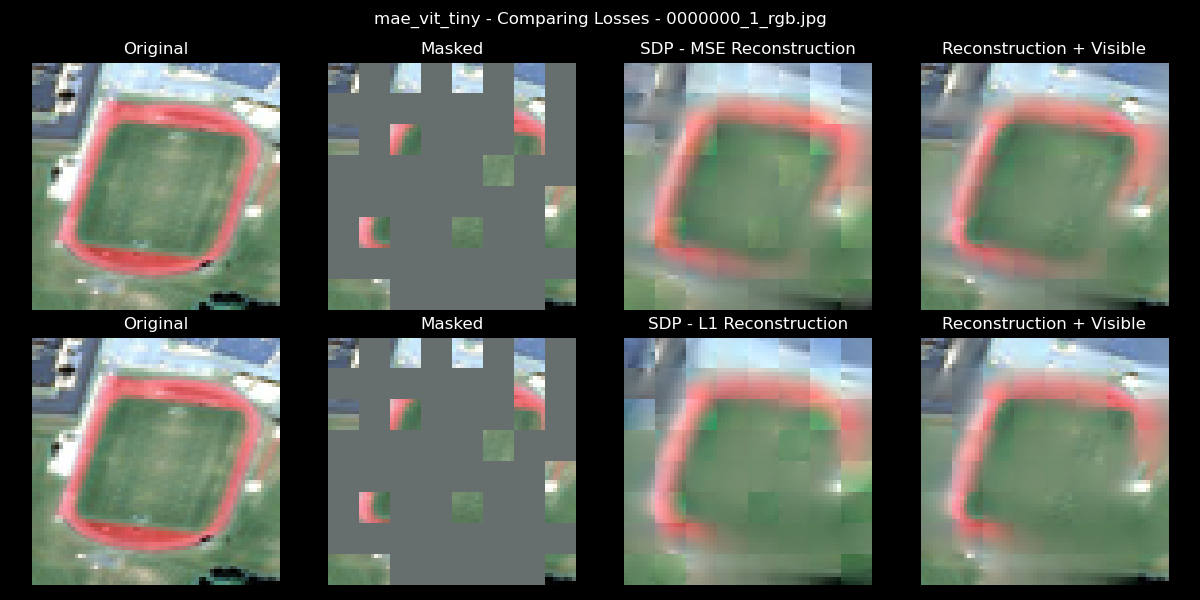 mae_vit_tiny - Comparing Losses - 0000000_1_rgb.jpg
Original
Masked
SDP - MSE Reconstruction
Reconstruction + Visible
Original
Masked
SDP - L1 Reconstruction
Reconstruction + Visible